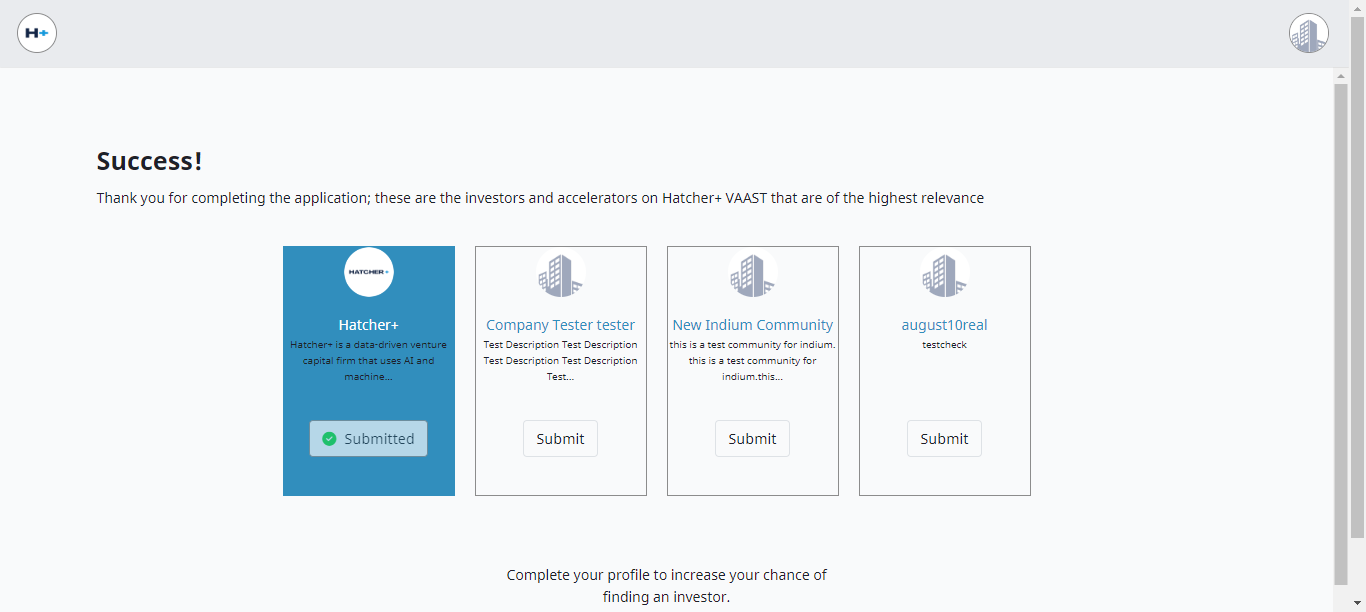 H+
Success!
Thank you for completing the application; these are the investors and accelerators on Hatcher+ VAAST that are of the highest relevance
HATCHER+
Hatcher+
Hatcher+ is a data-driven venture
capital firm that uses AI and
machine...
Submitted
Company Tester tester
Test Description Test Description
Test Description Test Description
Test...
Submit
New Indium Community
this is a test community for indium.
this is a test community for
indium.this...
Submit
august10real
testcheck
Submit
Complete your profile to increase your chance of
finding an investor.